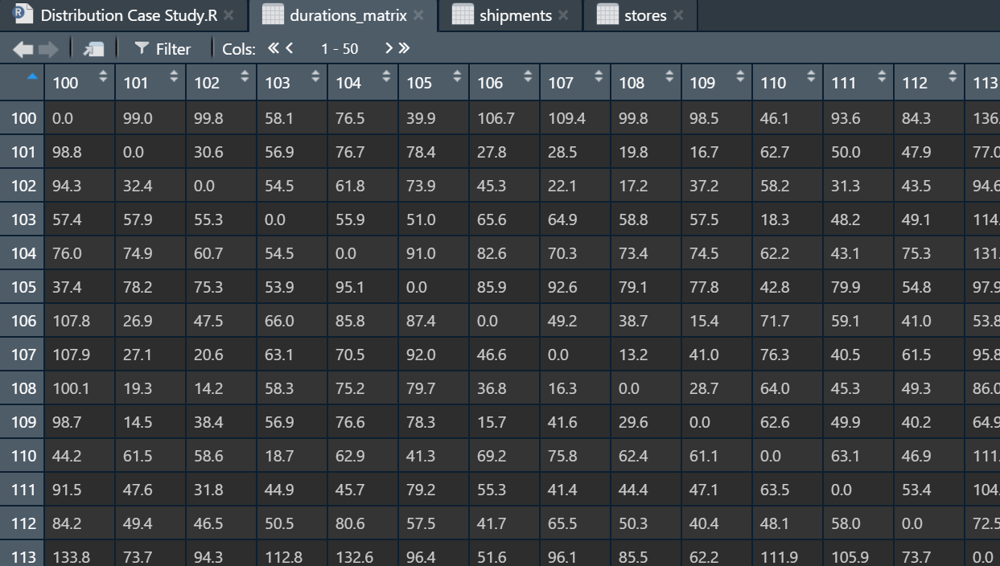 R Distribution Case Study.R × durations_matrix × shipments × stores ×
Filter Cols: « < 1 - 50 > »
100 101 102 103 104 105 106 107 108 109 110 111 112 113
100 0.0 99.0 99.8 58.1 76.5 39.9 106.7 109.4 99.8 98.5 46.1 93.6 84.3 136.
101 98.8 0.0 30.6 56.9 76.7 78.4 27.8 28.5 19.8 16.7 62.7 50.0 47.9 77.0
102 94.3 32.4 0.0 54.5 61.8 73.9 45.3 22.1 17.2 37.2 58.2 31.3 43.5 94.6
103 57.4 57.9 55.3 0.0 55.9 51.0 65.6 64.9 58.8 57.5 18.3 48.2 49.1 114.
104 76.0 74.9 60.7 54.5 0.0 91.0 82.6 70.3 73.4 74.5 62.2 43.1 75.3 131.
105 37.4 78.2 75.3 53.9 95.1 0.0 85.9 92.6 79.1 77.8 42.8 79.9 54.8 97.9
106 107.8 26.9 47.5 66.0 85.8 87.4 0.0 49.2 38.7 15.4 71.7 59.1 41.0 53.8
107 107.9 27.1 20.6 63.1 70.5 92.0 46.6 0.0 13.2 41.0 76.3 40.5 61.5 95.8
108 100.1 19.3 14.2 58.3 75.2 79.7 36.8 16.3 0.0 28.7 64.0 45.3 49.3 86.0
109 98.7 14.5 38.4 56.9 76.6 78.3 15.7 41.6 29.6 0.0 62.6 49.9 40.2 64.9
110 44.2 61.5 58.6 18.7 62.9 41.3 69.2 75.8 62.4 61.1 0.0 63.1 46.9 111.
111 91.5 47.6 31.8 44.9 45.7 79.2 55.3 41.4 44.4 47.1 63.5 0.0 53.4 104.
112 84.2 49.4 46.5 50.5 80.6 57.5 41.7 65.5 50.3 40.4 48.1 58.0 0.0 72.5
113 133.8 73.7 94.3 112.8 132.6 96.4 51.6 96.1 85.5 62.2 111.9 105.9 73.7 0.0